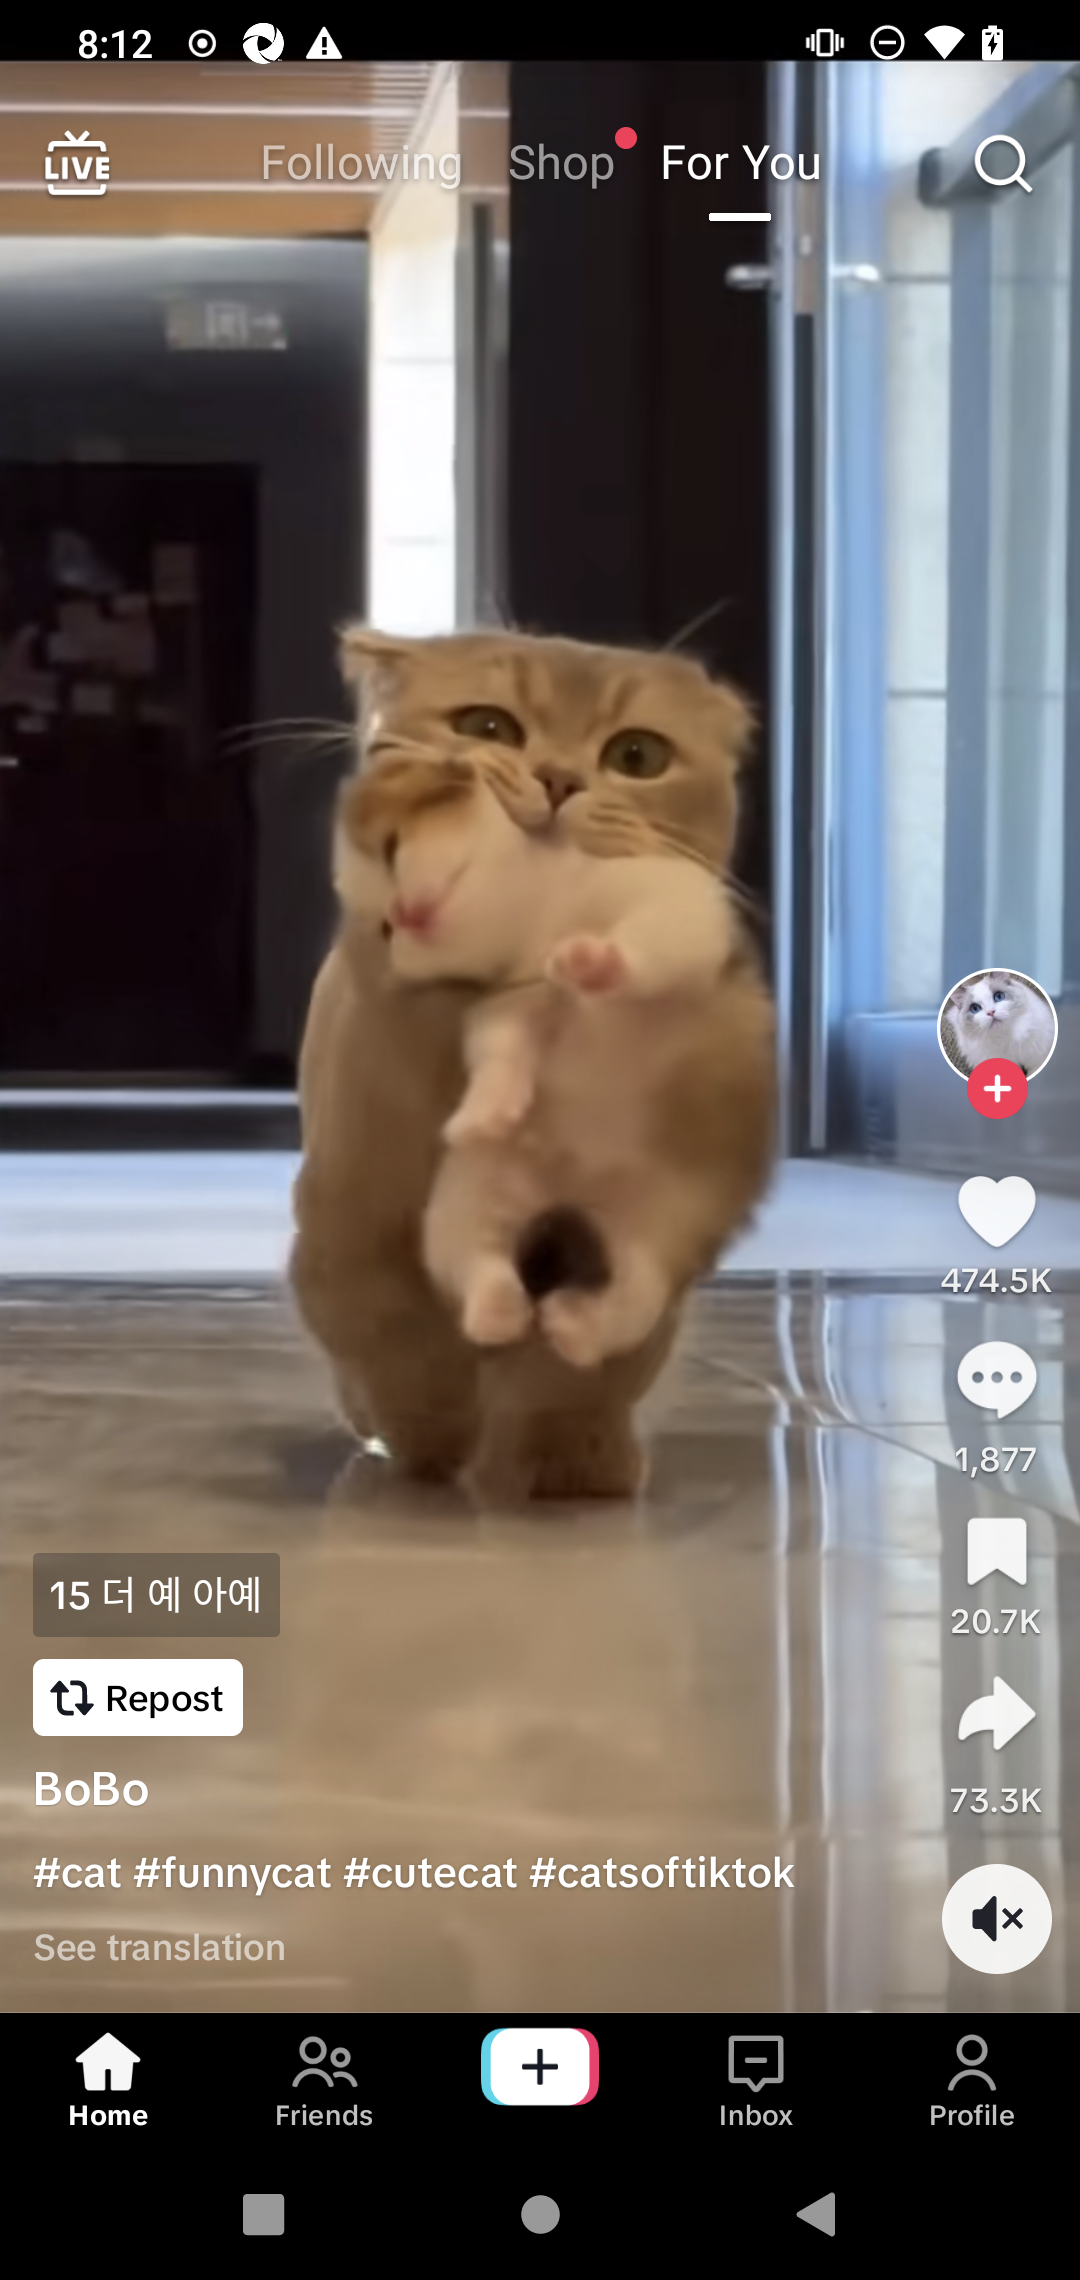 8:12
LIVE
Following Shop For You
474.5K
1,877
15 더 예 아예
20.7K
Repost
BoBo
73.3K
#cat #funnycat #cutecat #catsoftiktok
See translation
Home Friends Inbox Profile